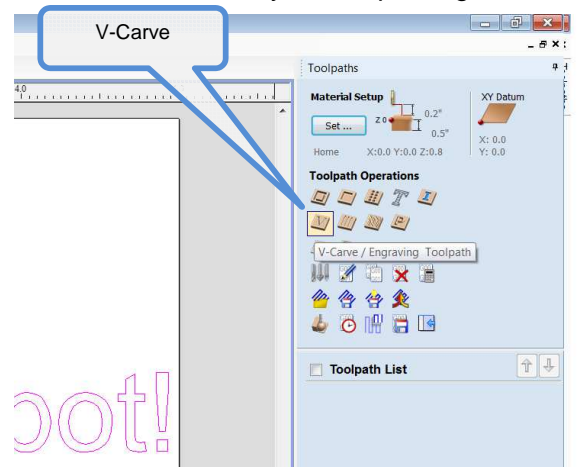 V-Carve
Toolpaths
4.0
Material Setup
XY Datum
Set ...
Z 0
0.2"
0.5"
X: 0.0
Y: 0.0
Home X:0.0 Y:0.0 Z:0.8
Toolpath Operations
V-Carve / Engraving Toolpath
Toolpath List
oot!